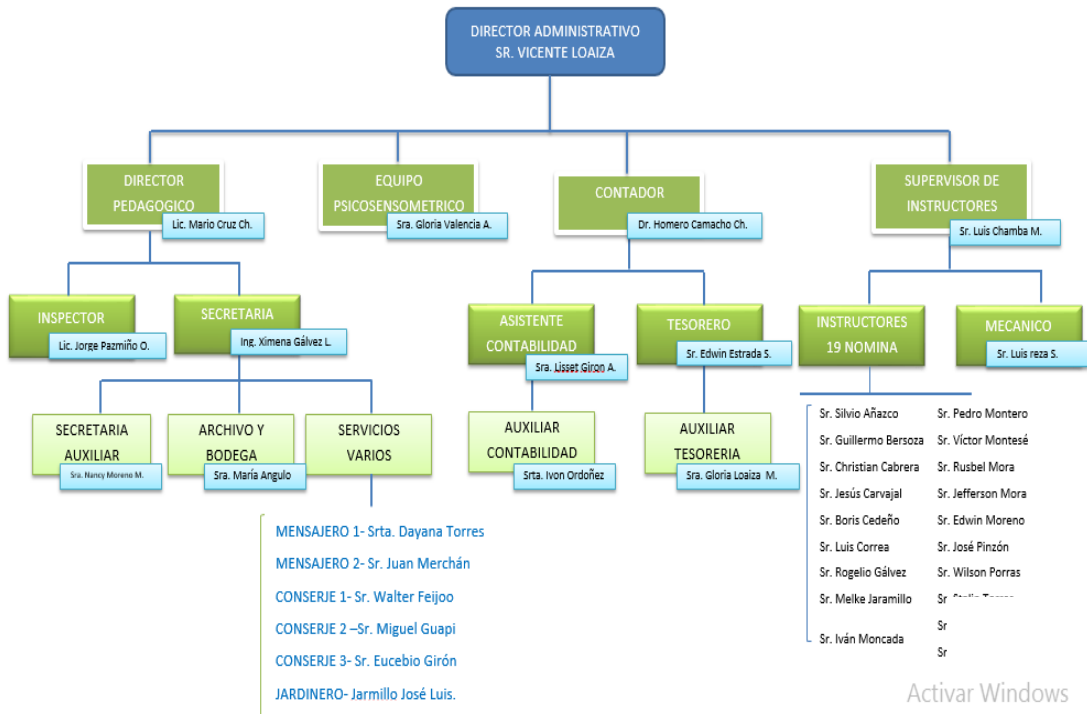 DIRECTOR ADMINISTRATIVO
SR. VICENTE LOAIZA
DIRECTOR
PEDAGOGICO
Lic. Mario Cruz Ch.
EQUIPO
PSICOSENSOMETRICO
Sra. Gloria Valencia A.
CONTADOR
Dr. Homero Camacho Ch.
SUPERVISOR DE
INSTRUCTORES
Sr. Luis Chamba M.
INSPECTOR
Lic. Jorge Pazmiño O.
SECRETARIA
Ing. Ximena Gálvez L.
ASISTENTE
CONTABILIDAD
Sra. Lisset Giron A.
TESORERO
Sr. Edwin Estrada S.
INSTRUCTORES
19 NOMINA
MECANICO
Sr. Luis reza S.
SECRETARIA
AUXILIAR
Sra. Nancy Moreno M.
ARCHIVO Y
BODEGA
Sra. María Angulo
SERVICIOS
VARIOS
AUXILIAR
CONTABILIDAD
Srta. Ivon Ordoñez
AUXILIAR
TESORERIA
Sra. Gloria Loaiza M.
MENSAJERO 1- Srta. Dayana Torres
MENSAJERO 2- Sr. Juan Merchán
CONSERJE 1- Sr. Walter Feijoo
CONSERJE 2 –Sr. Miguel Guapi
CONSERJE 3- Sr. Eucebio Girón
JARDINERO- Jarmillo José Luis.
Sr. Silvio Añazco
Sr. Guillermo Bersoza
Sr. Christian Cabrera
Sr. Jesús Carvajal
Sr. Boris Cedeño
Sr. Luis Correa
Sr. Rogelio Gálvez
Sr. Melke Jaramillo
Sr. Iván Moncada
Sr. Pedro Montero
Sr. Víctor Montesé
Sr. Rusbel Mora
Sr. Jefferson Mora
Sr. Edwin Moreno
Sr. José Pinzón
Sr. Wilson Porras
Sr
Sr
Sr
Activar Windows